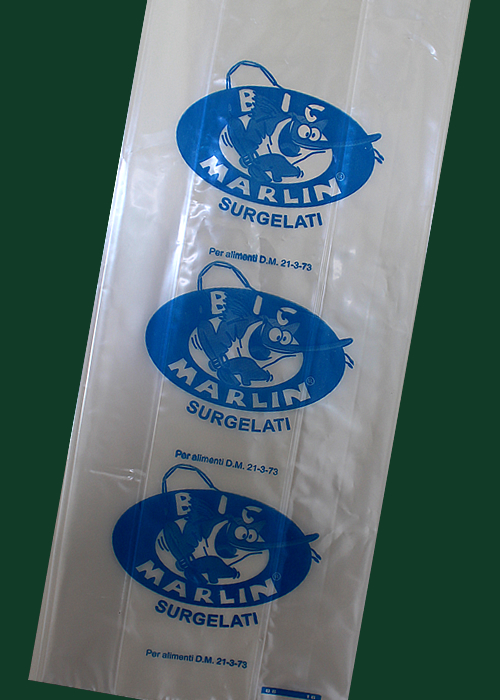 BIG
MARLIN®
SURGELATI
Per alimenti D.M. 21-3-73
BIG
MARLIN®
SURGELATI
Per alimenti D.M. 21-3-73
BIG
MARLIN®
SURGELATI
Per alimenti D.M. 21-3-73